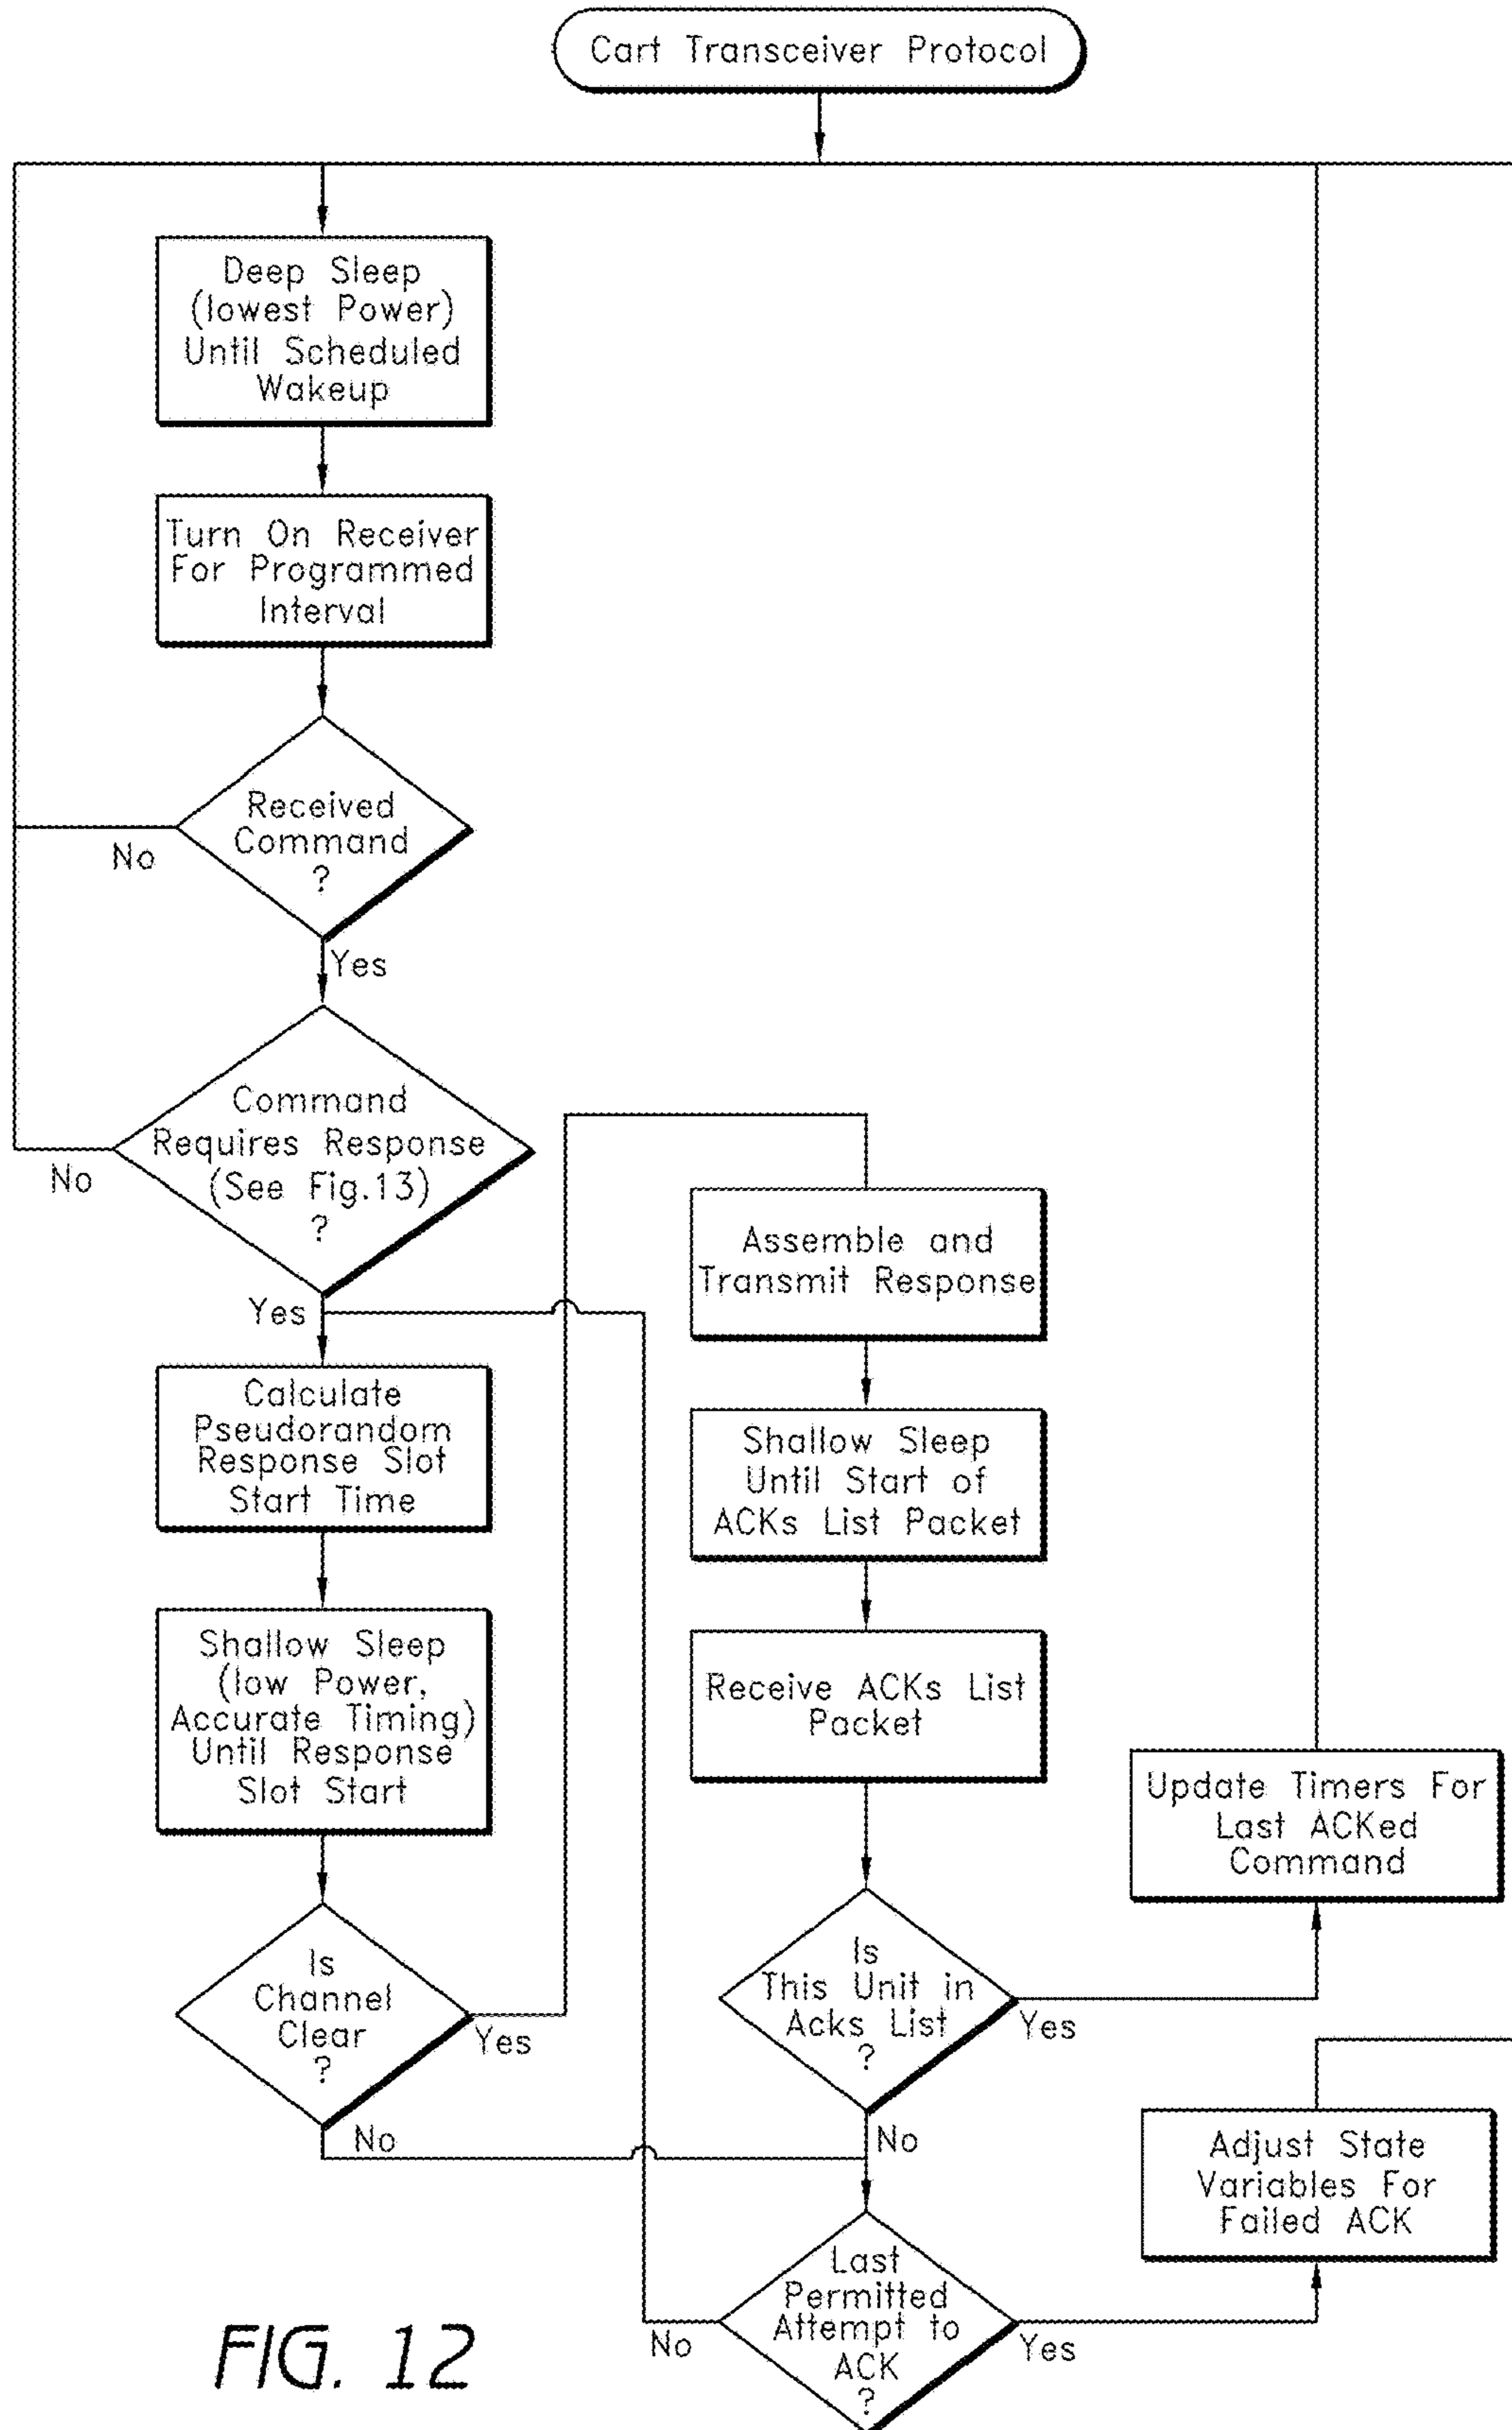 Cart Transceiver Protocol
Deep Sleep
(lowest Power)
Until Scheduled
Wakeup
Turn On Receiver
For Programmed
Interval
Received
Command
?
No
Yes
Command
Requires Response
(See Fig.13)
?
No
Yes
Calculate
Pseudorandom
Response Slot
Start Time
Shallow Sleep
(low Power,
Accurate Timing)
Until Response
Slot Start
Is
Channel
Clear
?
Yes
No
Assemble and
Transmit Response
Shallow Sleep
Until Start of
ACKs List Packet
Receive ACKs List
Packet
Is
This Unit in
Acks List
?
Yes
No
Update Timers For
Last ACKed
Command
Last
Permitted
Attempt to
ACK
?
No
Yes
Adjust State
Variables For
Failed ACK
FIG. 12